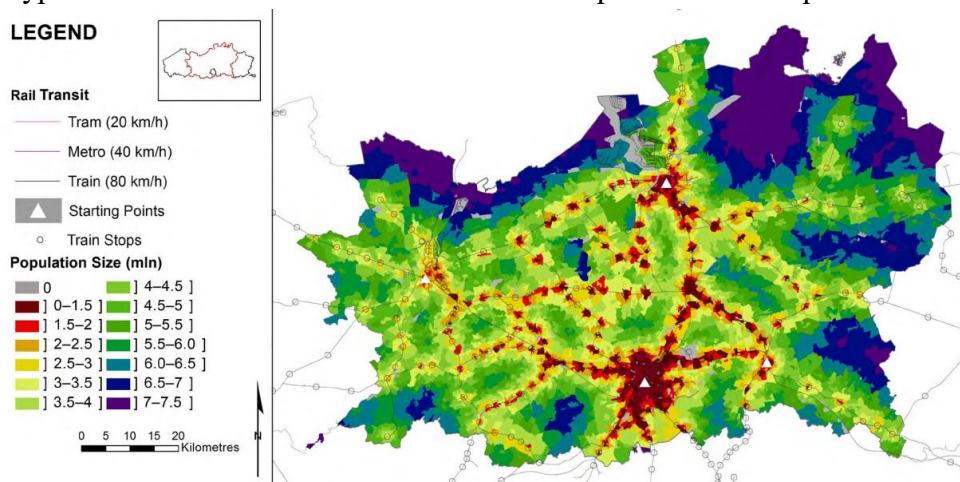 LEGEND
Rail Transit
Tram (20 km/h)
Metro (40 km/h)
Train (80 km/h)
Starting Points
Train Stops
Population Size (mln)
0 ] 4–4.5 ]
] 0–1.5 ] ] 4.5–5 ]
] 1.5–2 ] ] 5–5.5 ]
] 2–2.5 ] ] 5.5–6.0 ]
] 2.5–3 ] ] 6.0–6.5 ]
] 3–3.5 ] ] 6.5–7 ]
] 3.5–4 ] ] 7–7.5 ]
0 5 10 15 20
Kilometres
N